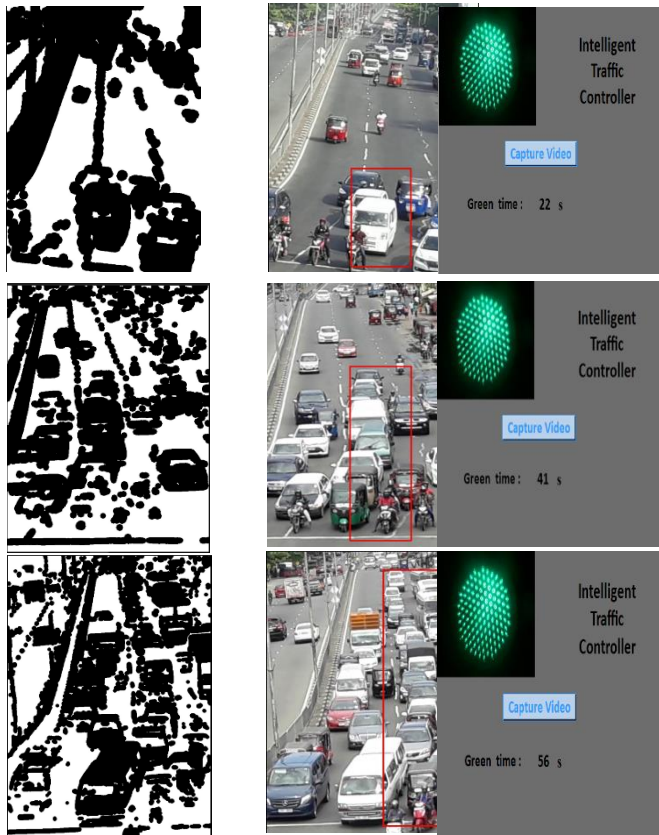 Intelligent
Traffic
Controller
Capture Video
Green time : 22 s
Intelligent
Traffic
Controller
Capture Video
Green time : 41 s
Intelligent
Traffic
Controller
Capture Video
Green time : 56 s